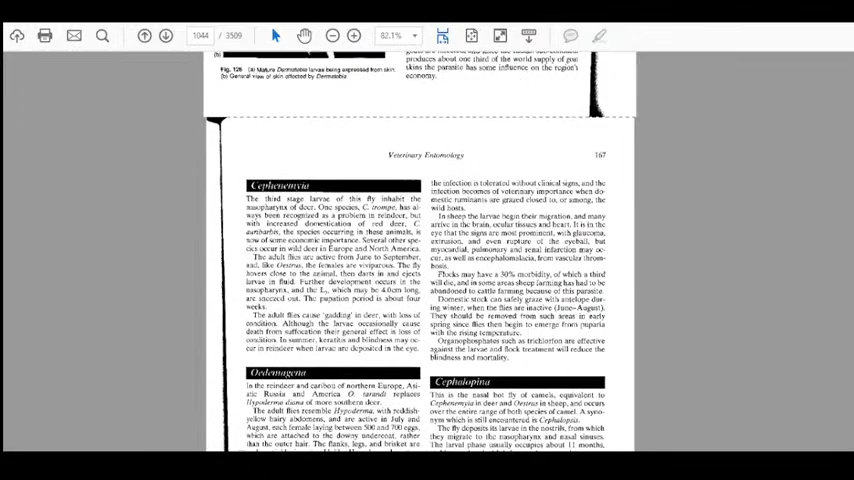 1044 / 3509
82.1%
(b)
Fig. 126 (a) Mature Dermatobia larvae being expressed from skin.
(b) General view of skin affected by Dermatobia
produces about one third of the world supply of goat
skins the parasite has some influence on the region's
economy.
Veterinary Entomology
167
Cephenemyia
The third stage larvae of this fly inhabit the
nasopharynx of deer. One species, C. trompe, has al-
ways been recognized as a problem in reindeer, but
with increased domestication of red deer, C.
auribarbis, the species occurring in these animals, is
now of some economic importance. Several other spe-
cies occur in wild deer in Europe and North America.
The adult flies are active from June to September,
and, like Oestrus, the females are viviparous. The fly
hovers close to the animal, then darts in and ejects
larvae in fluid. Further development occurs in the
nasopharynx, and the L₃, which may be 4.0cm long,
are sneezed out. The pupation period is about four
weeks.
The adult flies cause 'gadding' in deer, with loss of
condition. Although the larvae occasionally cause
death from suffocation their general effect is loss of
condition. In summer, keratitis and blindness may oc-
cur in reindeer when larvae are deposited in the eye.
Oedemagena
In the reindeer and caribou of northern Europe, Asi-
atic Russia and America O. tarandi replaces
Hypoderma diana of more southern deer.
The adult flies resemble Hypoderma, with reddish-
yellow hairy abdomens, and are active in July and
August, each female laying between 500 and 700 eggs,
which are attached to the downy undercoat, rather
than the outer hair. The flanks, legs, and brisket are
the infection is tolerated without clinical signs, and the
infection becomes of veterinary importance when do-
mestic ruminants are grazed closed to, or among, the
wild hosts.
In sheep the larvae begin their migration, and many
arrive in the brain, ocular tissues and heart. It is in the
eye that the signs are most prominent, with glaucoma,
extrusion, and even rupture of the eyeball, but
myocardial, pulmonary and renal infarction may oc-
cur, as well as encephalomalacia, from vascular throm-
bosis.
Flocks may have a 30% morbidity, of which a third
will die, and in some areas sheep farming has had to be
abandoned to cattle farming because of this parasite.
Domestic stock can safely graze with antelope dur-
ing winter, when the flies are inactive (June–August).
They should be removed from such areas in early
spring since flies then begin to emerge from puparia
with the rising temperature.
Organophosphates such as trichlorfon are effective
against the larvae and flock treatment will reduce the
blindness and mortality.
Cephalopina
This is the nasal bot fly of camels, equivalent to
Cephenemyia in deer and Oestrus in sheep, and occurs
over the entire range of both species of camel. A syno-
nym which is still encountered is Cephalopsis.
The fly deposits its larvae in the nostrils, from which
they migrate to the nasopharynx and nasal sinuses.
The larval phase usually occupies about 11 months,